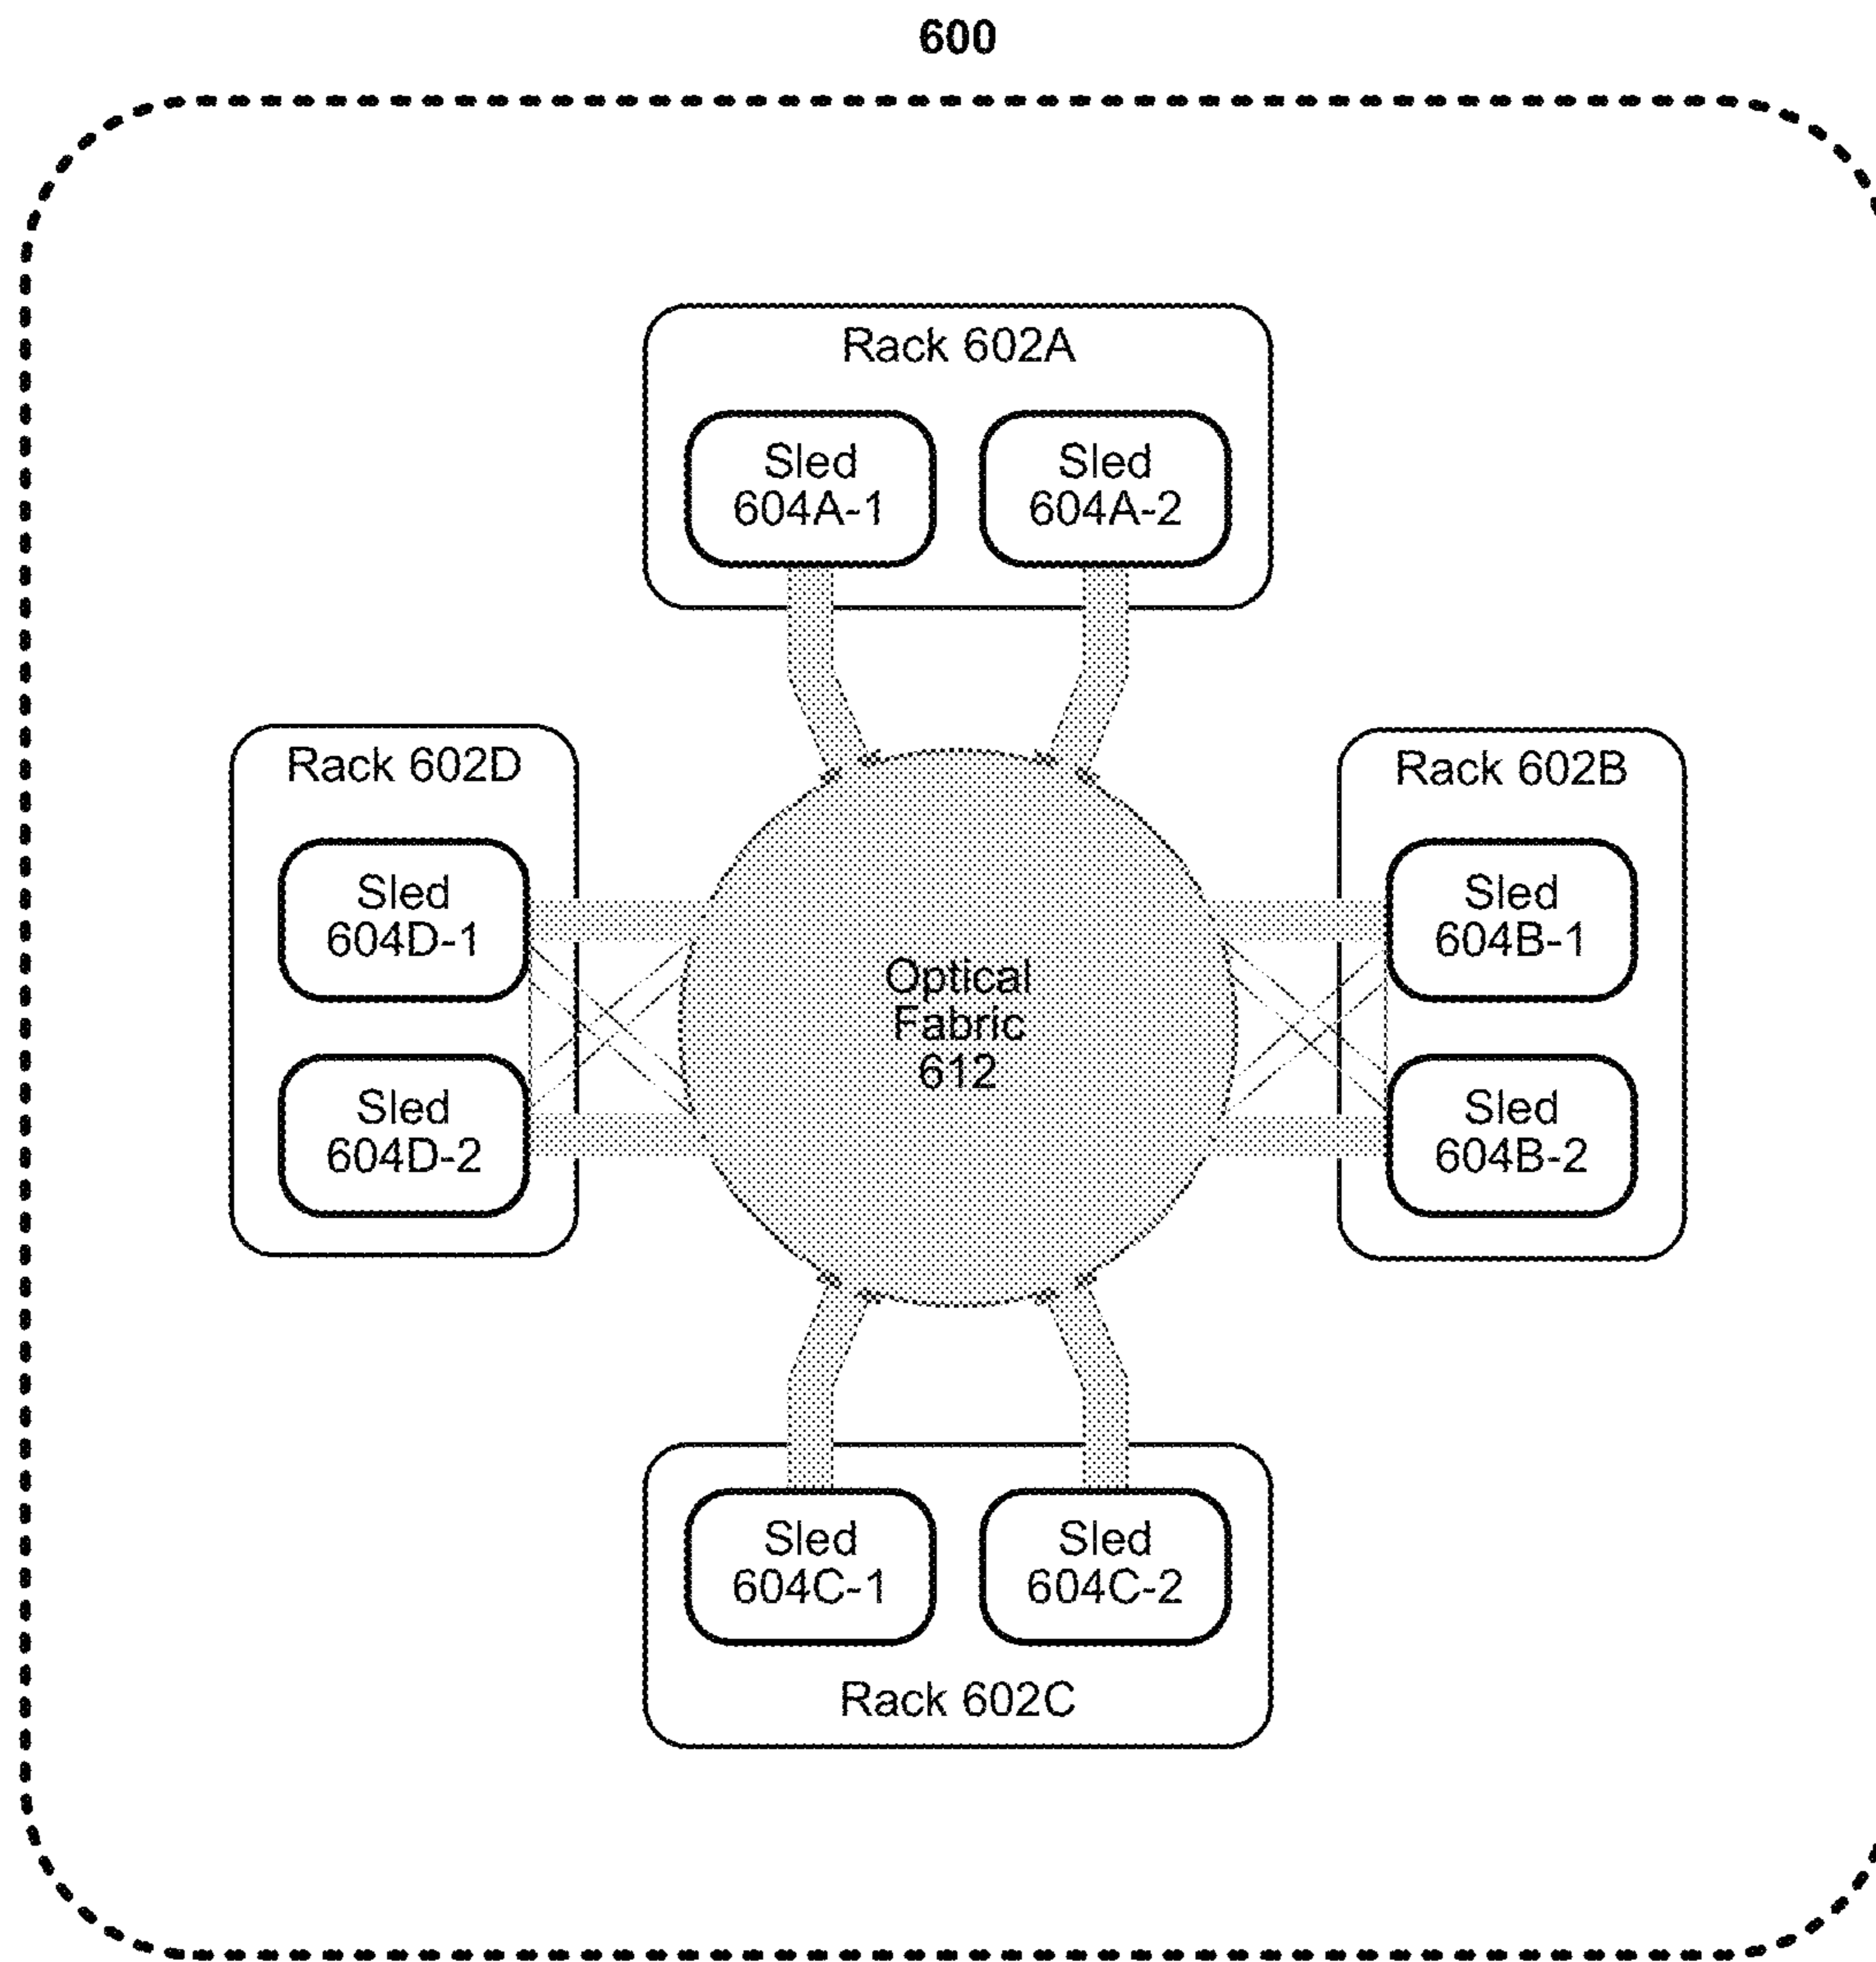 600
Rack 602A
Sled
604A-1
Sled
604A-2
Rack 602D
Sled
604D-1
Sled
604D-2
Optical
Fabric
612
Rack 602B
Sled
604B-1
Sled
604B-2
Sled
604C-1
Sled
604C-2
Rack 602C